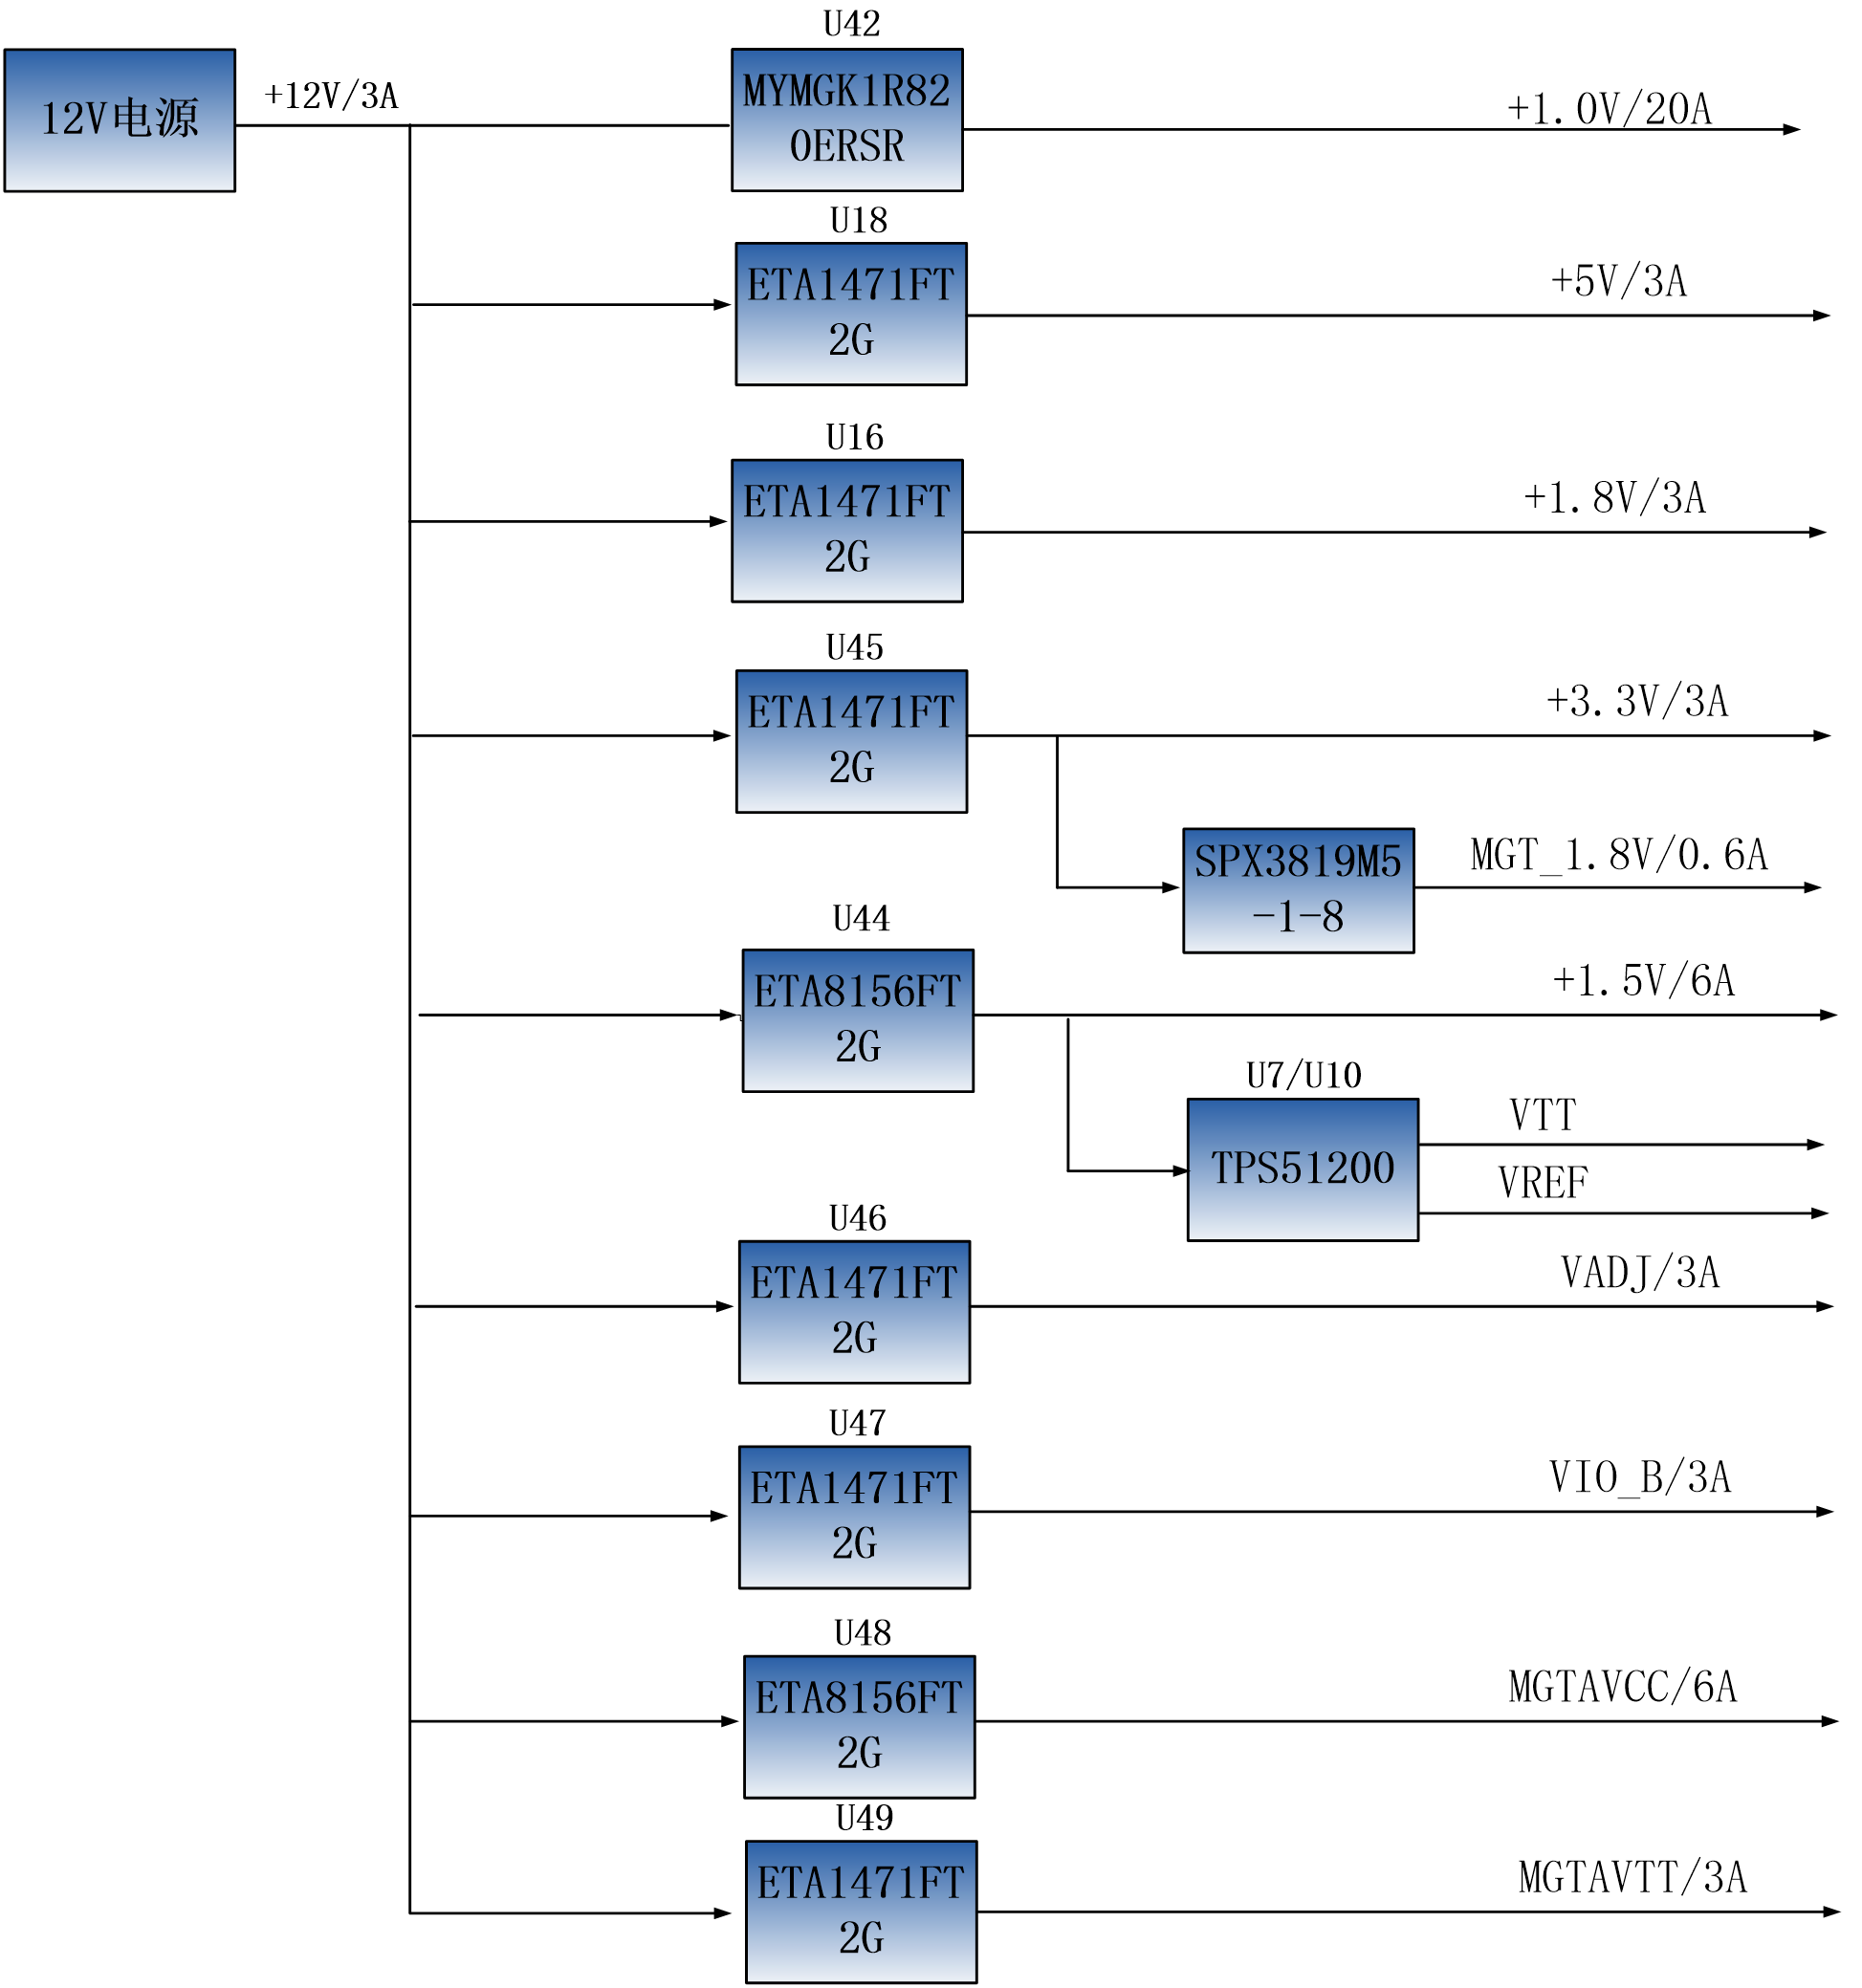 U42
12V电源
+12V/3A
MYMGK1R82
0ERSR
+1.0V/20A
U18
ETA1471FT
2G
+5V/3A
U16
ETA1471FT
2G
+1.8V/3A
U45
ETA1471FT
2G
+3.3V/3A
SPX3819M5
-1-8
MGT_1.8V/0.6A
U44
ETA8156FT
2G
+1.5V/6A
U7/U10
TPS51200
VTT
VREF
U46
ETA1471FT
2G
VADJ/3A
U47
ETA1471FT
2G
VIO_B/3A
U48
ETA8156FT
2G
MGTAVCC/6A
U49
ETA1471FT
2G
MGTAVTT/3A